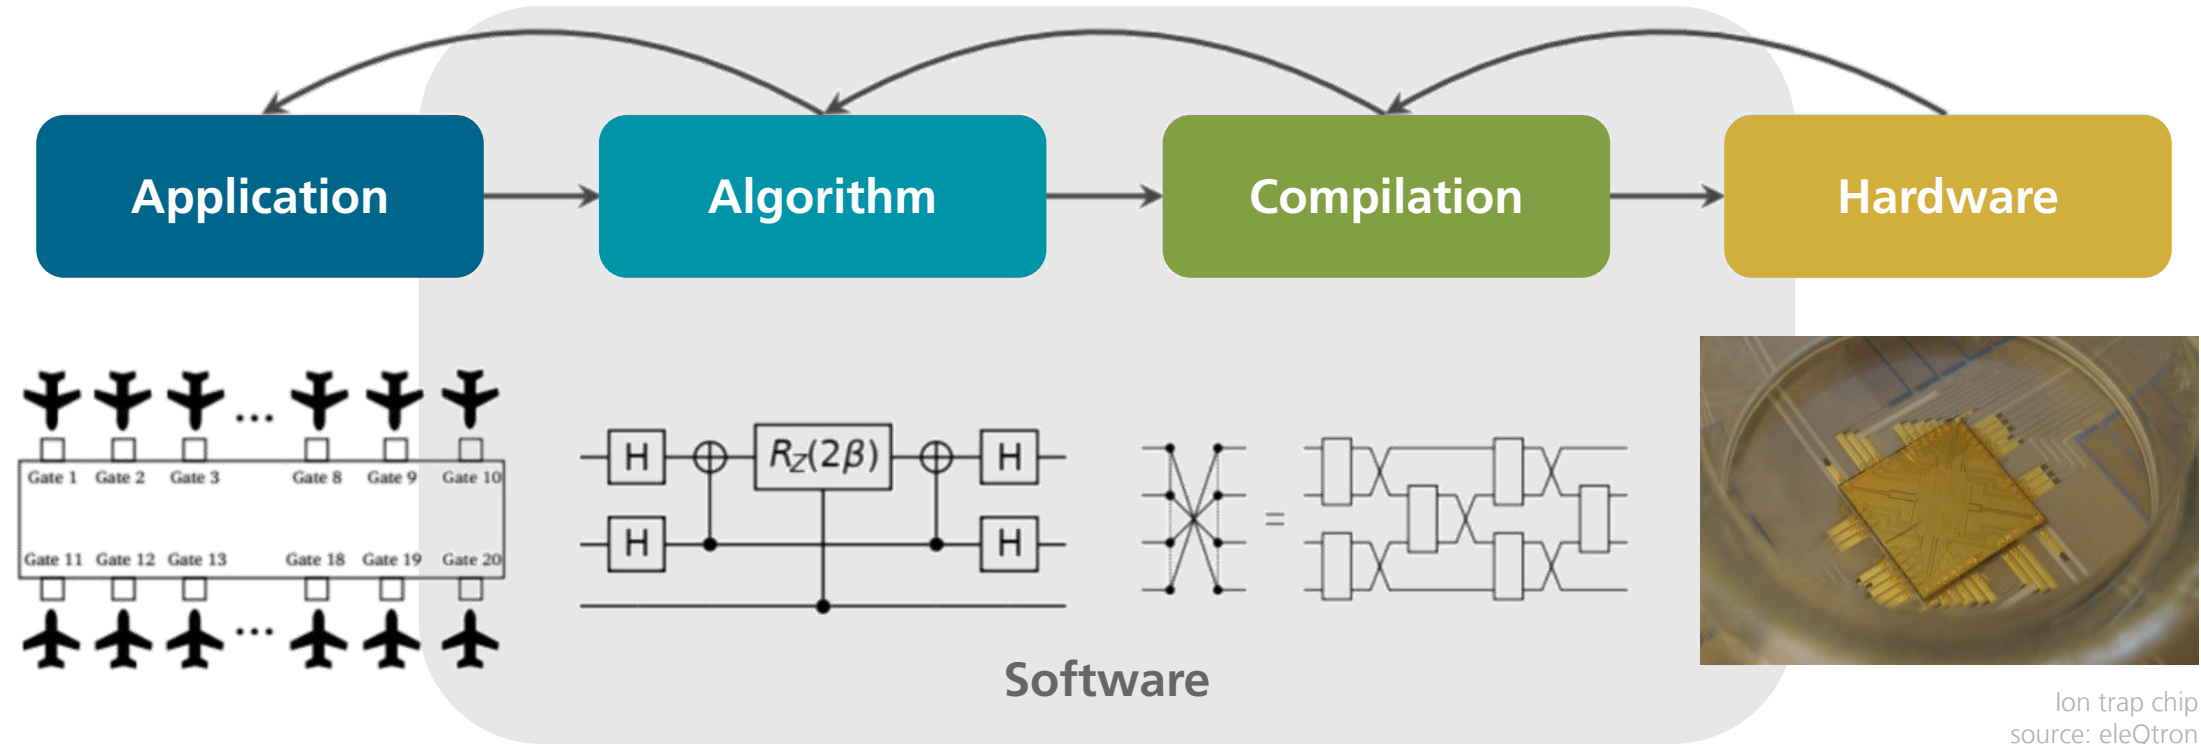 Application
Algorithm
Compilation
Hardware
...
Gate 1 Gate 2 Gate 3 Gate 8 Gate 9 Gate 10
Gate 11 Gate 12 Gate 13 Gate 18 Gate 19 Gate 20
...
H R_Z(2β) H
H H
=
Software
Ion trap chip
source: eleQtron